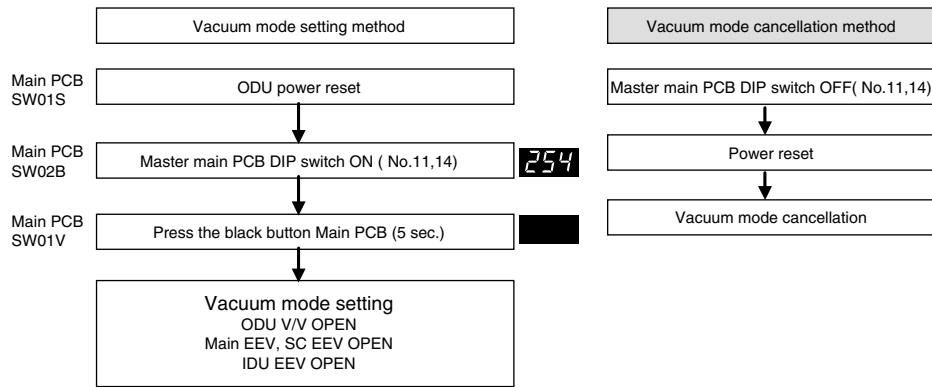 Vacuum mode setting method
Main PCB
SW01S
ODU power reset
Main PCB
SW02B
Master main PCB DIP switch ON ( No.11,14)
254
Main PCB
SW01V
Press the black button Main PCB (5 sec.)
Vacuum mode setting
ODU V/V OPEN
Main EEV, SC EEV OPEN
IDU EEV OPEN
Vacuum mode cancellation method
Master main PCB DIP switch OFF( No.11,14)
Power reset
Vacuum mode cancellation